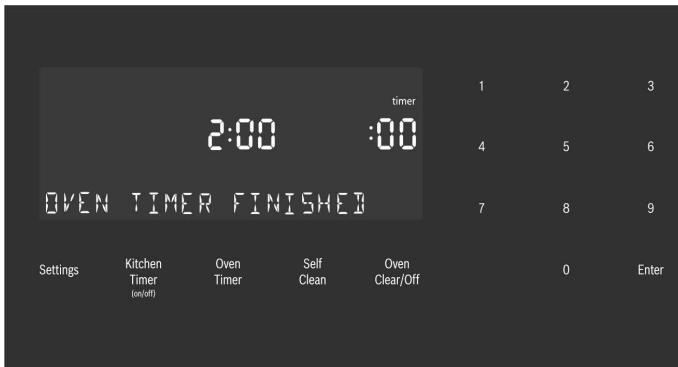 timer
2:00 :00
OVEN TIMER FINISHED
Settings
Kitchen
Timer
(on/off)
Oven
Timer
Self
Clean
Oven
Clear/Off
1 2 3
4 5 6
7 8 9
0 Enter